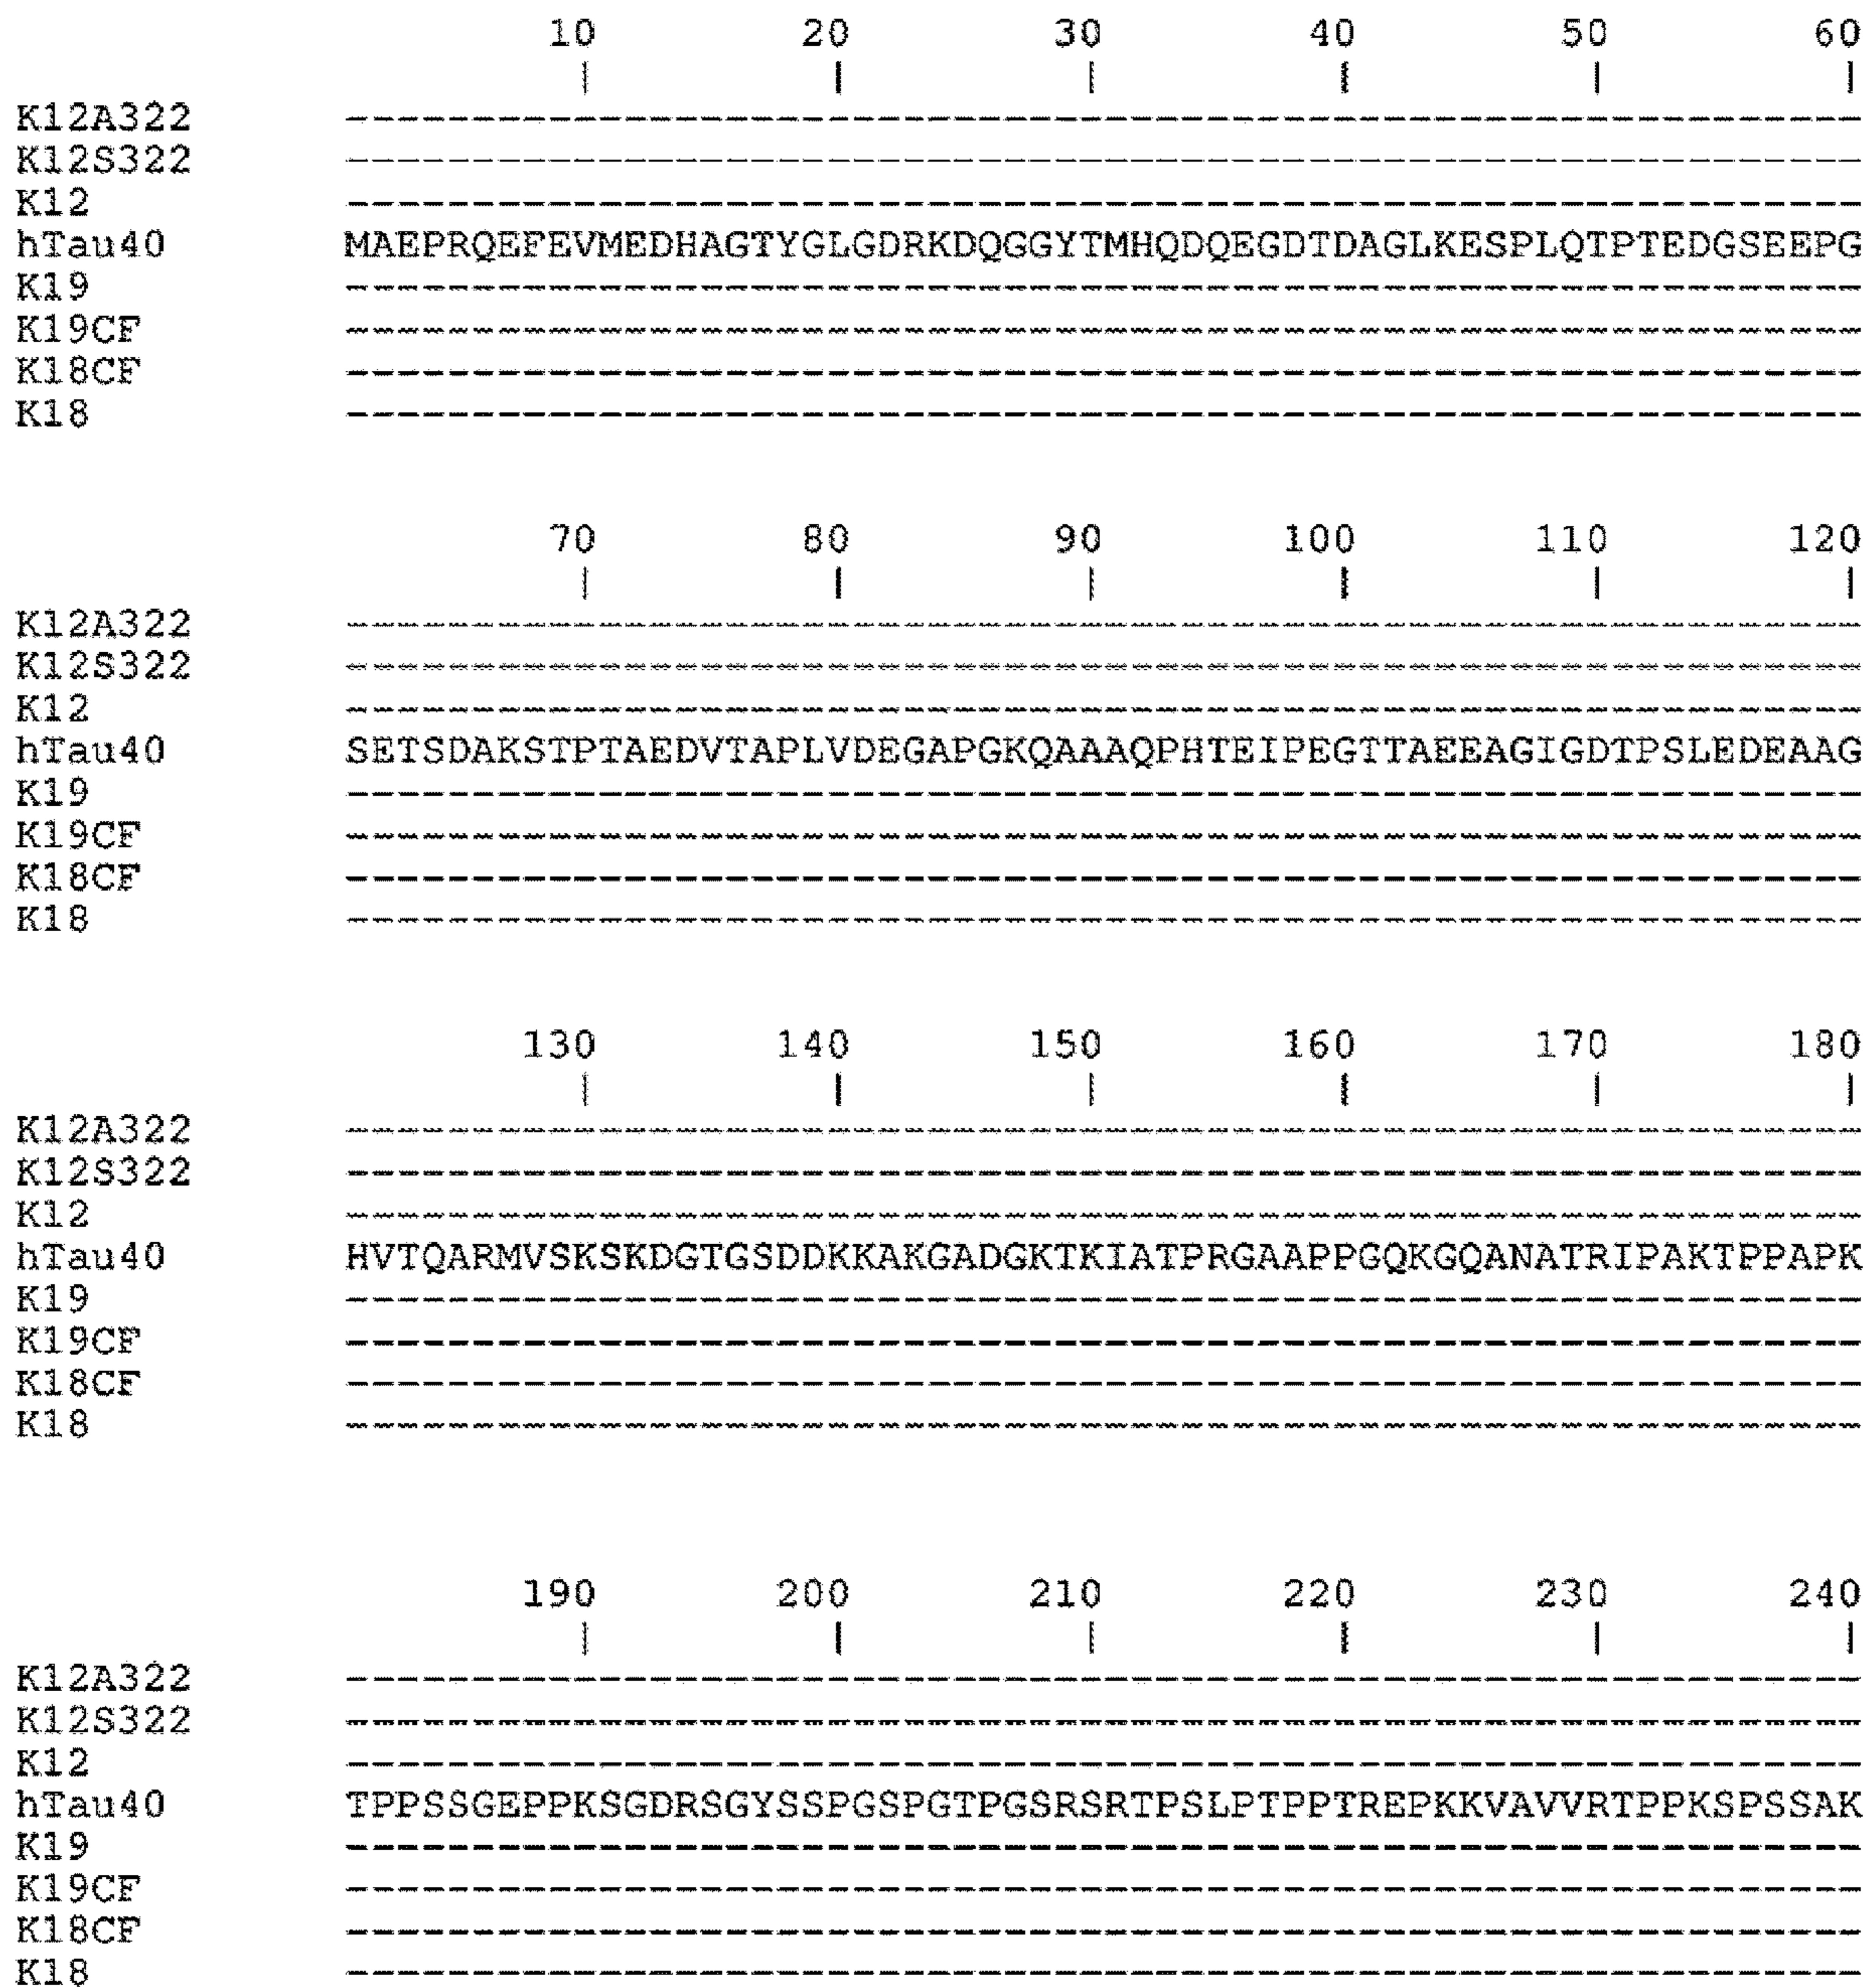 10 20 30 40 50 60
| | | | | |
K12A322 ------------------------------------------------------------
K12S322 ------------------------------------------------------------
K12 ------------------------------------------------------------
hTau40 MAEPRQEFEVMEDHAGTYGLGDRKDQGGYTMHQDQEGDTDAGLKESPLQTPTEDGSEEPG
K19 ------------------------------------------------------------
K19CF ------------------------------------------------------------
K18CF ------------------------------------------------------------
K18 ------------------------------------------------------------
70 80 90 100 110 120
| | | | | |
K12A322 ------------------------------------------------------------
K12S322 ------------------------------------------------------------
K12 ------------------------------------------------------------
hTau40 SETSDAKSTPTAEDVTAPLVDEGAPGKQAAAQPHTEIPEGTTAEEAGIGDTPSLEDEAAG
K19 ------------------------------------------------------------
K19CF ------------------------------------------------------------
K18CF ------------------------------------------------------------
K18 ------------------------------------------------------------
130 140 150 160 170 180
| | | | | |
K12A322 ------------------------------------------------------------
K12S322 ------------------------------------------------------------
K12 ------------------------------------------------------------
hTau40 HVTQARMVSKSKDGTGSDDKKAKGADGKTKIATPRGAAPPGQKGQANATRIPAKTPPAPK
K19 ------------------------------------------------------------
K19CF ------------------------------------------------------------
K18CF ------------------------------------------------------------
K18 ------------------------------------------------------------
190 200 210 220 230 240
| | | | | |
K12A322 ------------------------------------------------------------
K12S322 ------------------------------------------------------------
K12 ------------------------------------------------------------
hTau40 TPPSSGEPPKSGDRSGYSSPGSPGTPGSRSRTPSLPTPPTREPKKVAVVRTPPKSPSSAK
K19 ------------------------------------------------------------
K19CF ------------------------------------------------------------
K18CF ------------------------------------------------------------
K18 ------------------------------------------------------------